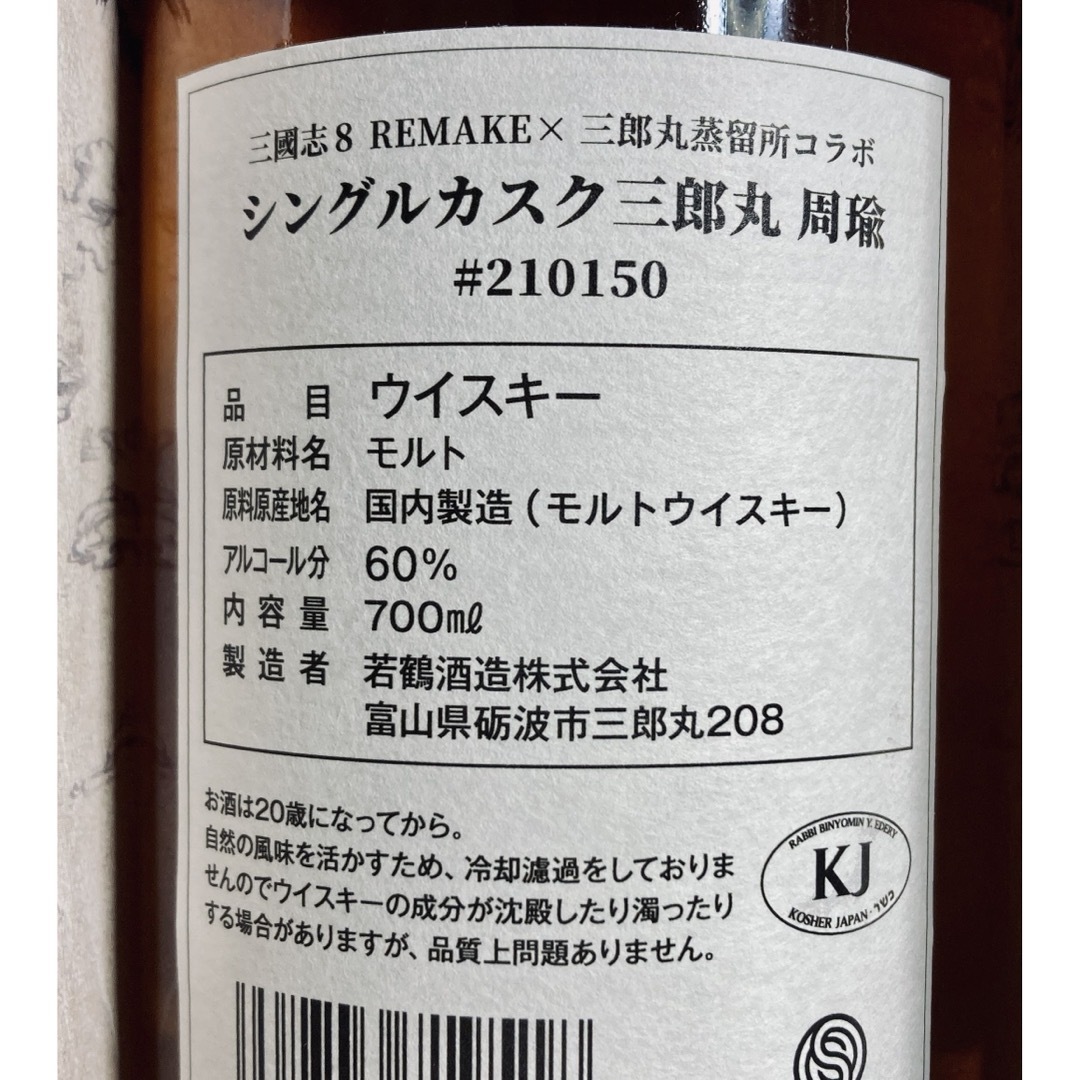 三國志8 REMAKE× 三郎丸蒸留所コラボ
シングルカスク三郎丸 周瑜
#210150
品目 ウイスキー
原材料名 モルト
原料原産地名 国内製造（モルトウイスキー）
アルコール分 60%
内容量 700㎖
製造者 若鶴酒造株式会社
富山県砺波市三郎丸208
お酒は20歳になってから。
自然の風味を活かすため、冷却濾過をしておりま
せんのでウイスキーの成分が沈殿したり濁ったり
する場合がありますが、品質上問題ありません。
RABBI BINYOMIN Y. EDERY
KJ
KOSHER JAPAN · כשר